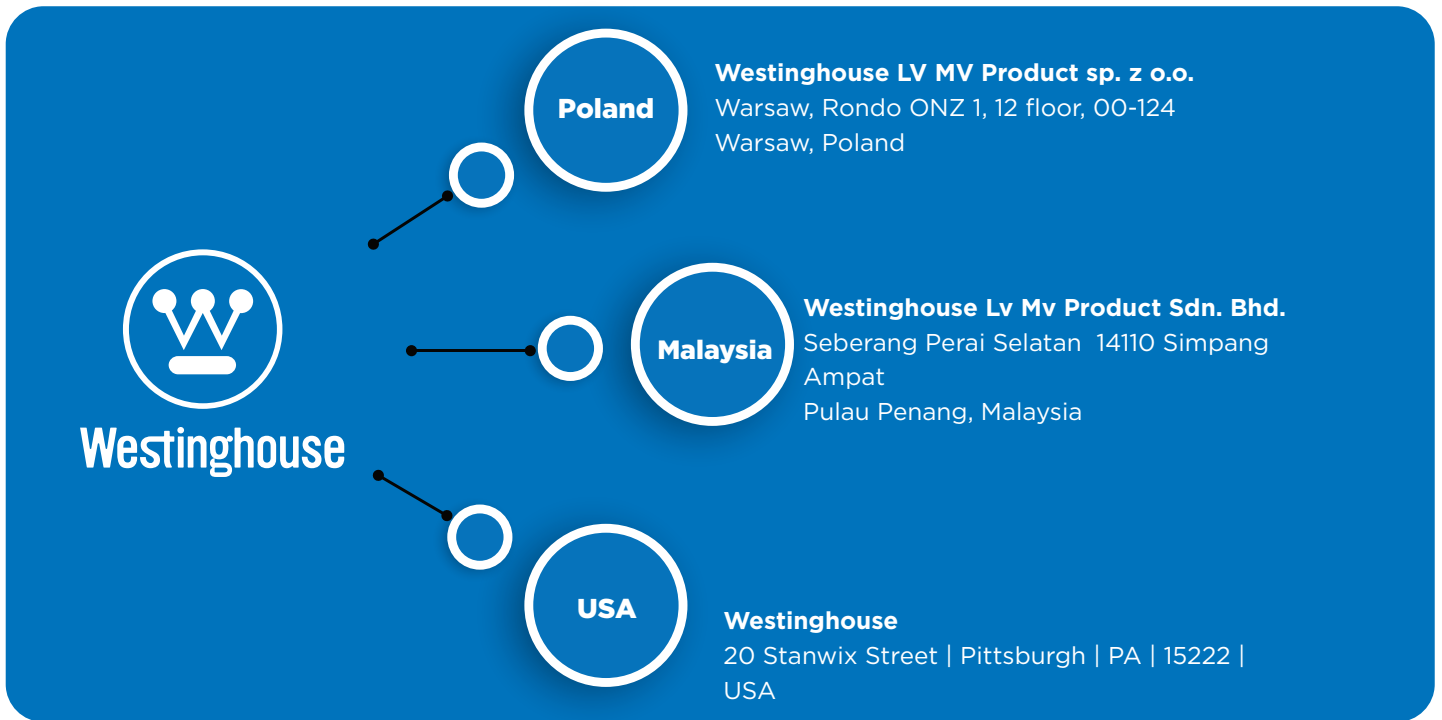 Poland
Westinghouse LV MV Product sp. z o.o.
Warsaw, Rondo ONZ 1, 12 floor, 00-124
Warsaw, Poland
Westinghouse
Malaysia
Westinghouse Lv Mv Product Sdn. Bhd.
Seberang Perai Selatan  14110 Simpang
Ampat
Pulau Penang, Malaysia
USA
Westinghouse
20 Stanwix Street | Pittsburgh | PA | 15222 |
USA